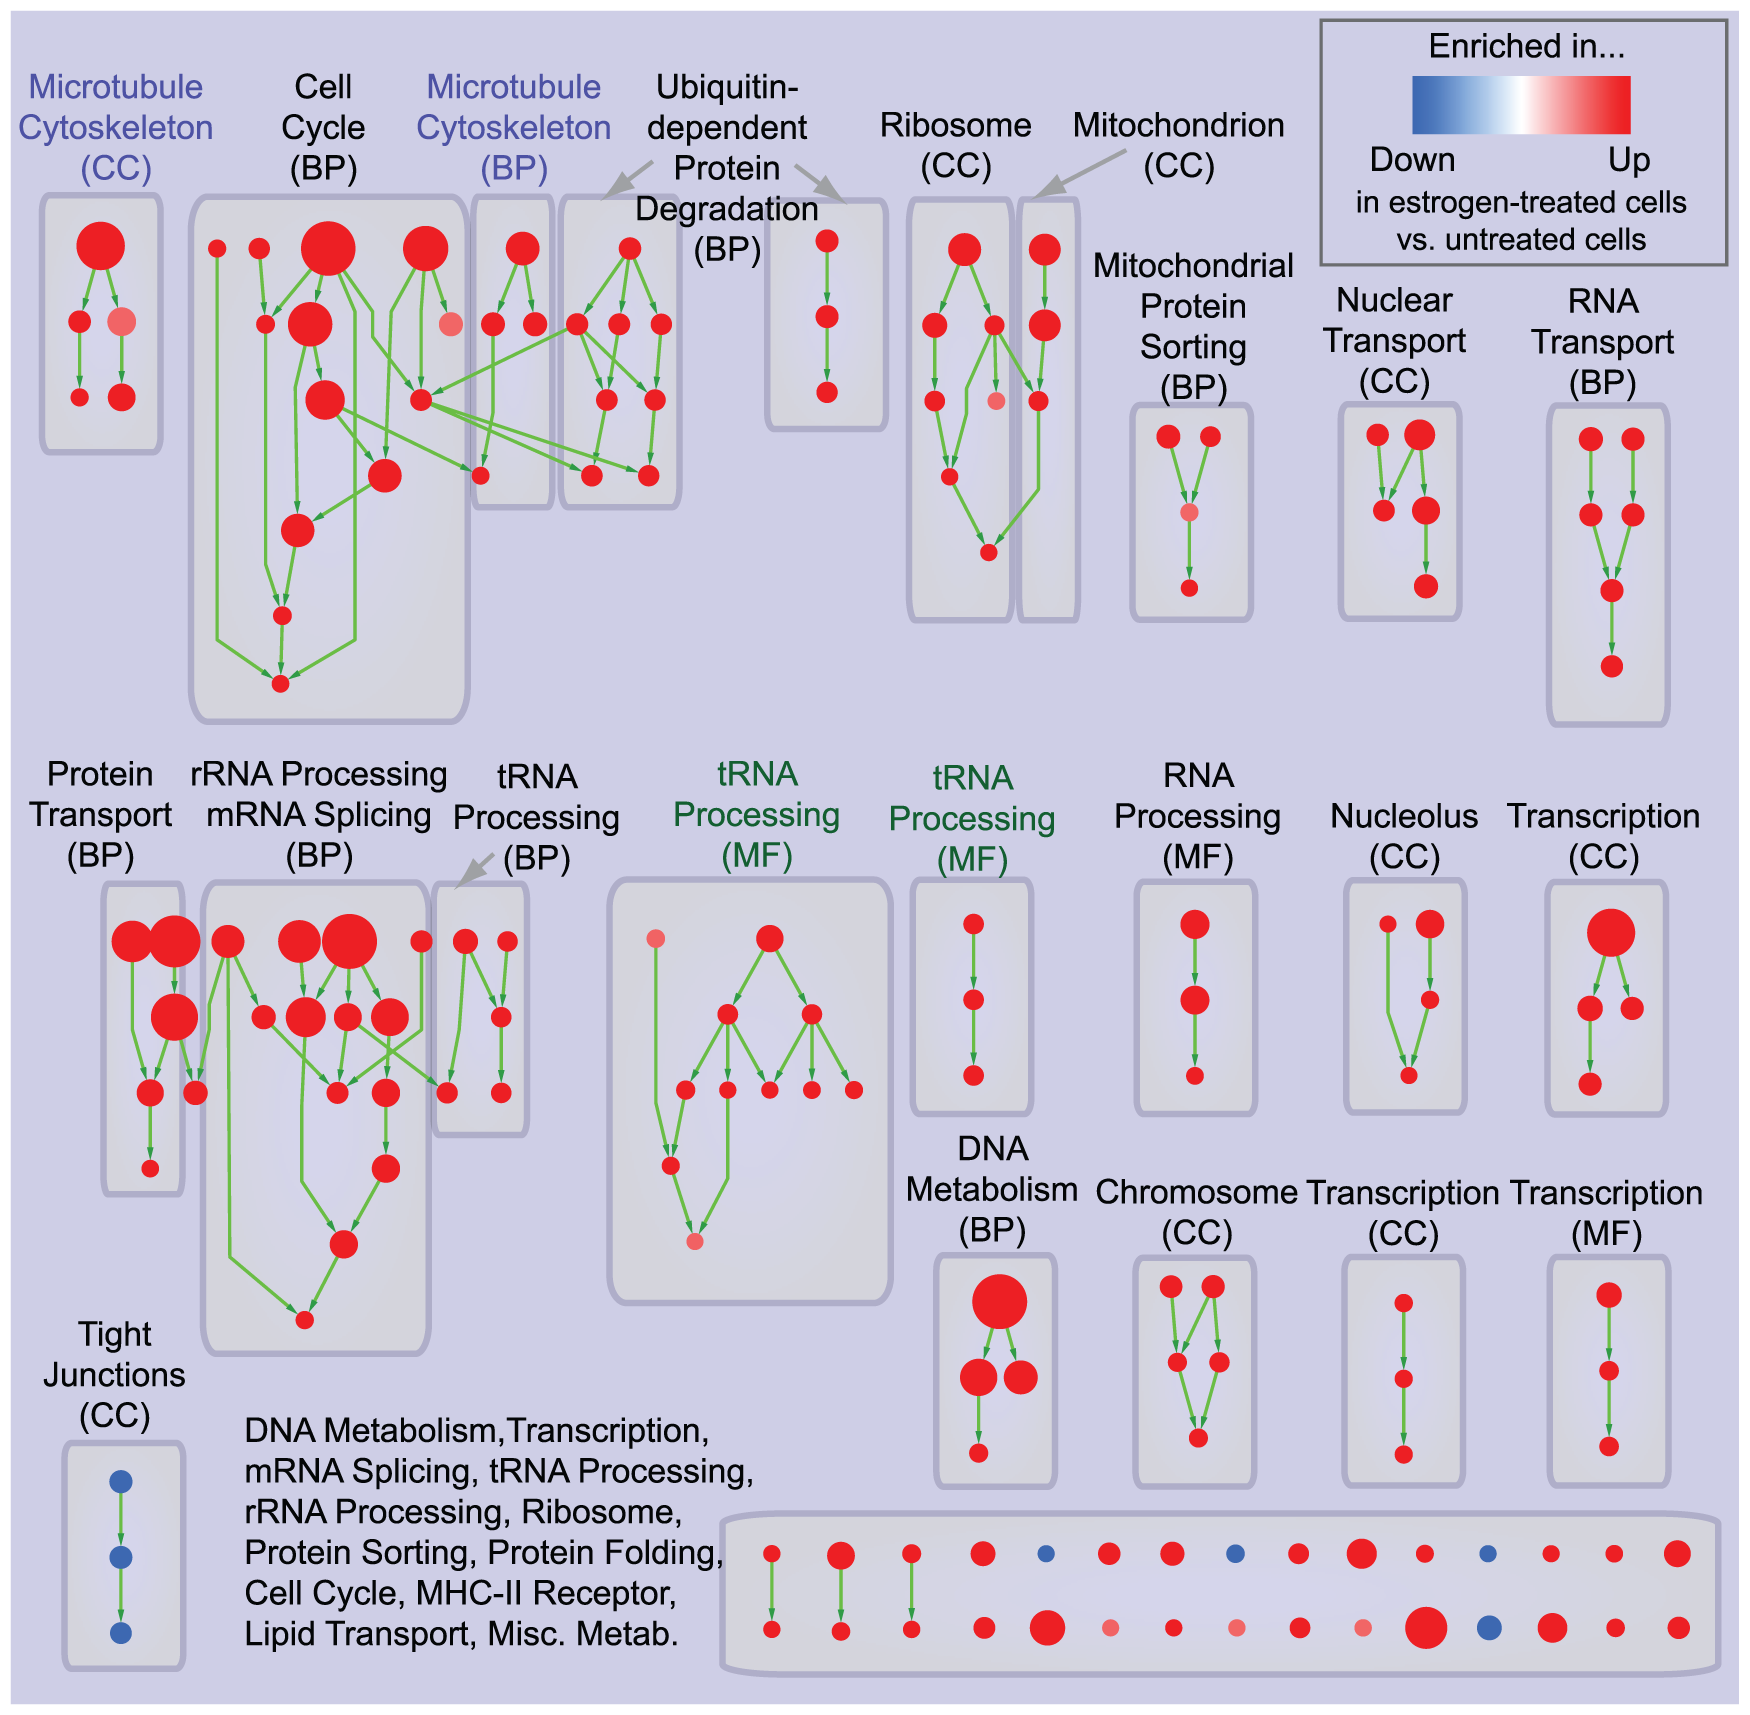 Enriched in...
Down
Up
in estrogen-treated cells
vs. untreated cells
Microtubule
Cytoskeleton
(CC)
Cell
Cycle
(BP)
Microtubule
Cytoskeleton
(BP)
Ubiquitin-
dependent
Protein
Degradation
(BP)
Ribosome
(CC)
Mitochondrion
(CC)
Mitochondrial
Protein
Sorting
(BP)
Nuclear
Transport
(CC)
RNA
Transport
(BP)
Protein
Transport
(BP)
rRNA Processing
mRNA Splicing
(BP)
tRNA
Processing
(BP)
tRNA
Processing
(MF)
tRNA
Processing
(MF)
RNA
Processing
(MF)
Nucleolus
(CC)
Transcription
(CC)
DNA
Metabolism
(BP)
Chromosome
(CC)
Transcription
(CC)
Transcription
(MF)
Tight
Junctions
(CC)
DNA Metabolism,Transcription,
mRNA Splicing, tRNA Processing,
rRNA Processing, Ribosome,
Protein Sorting, Protein Folding,
Cell Cycle, MHC-II Receptor,
Lipid Transport, Misc. Metab.